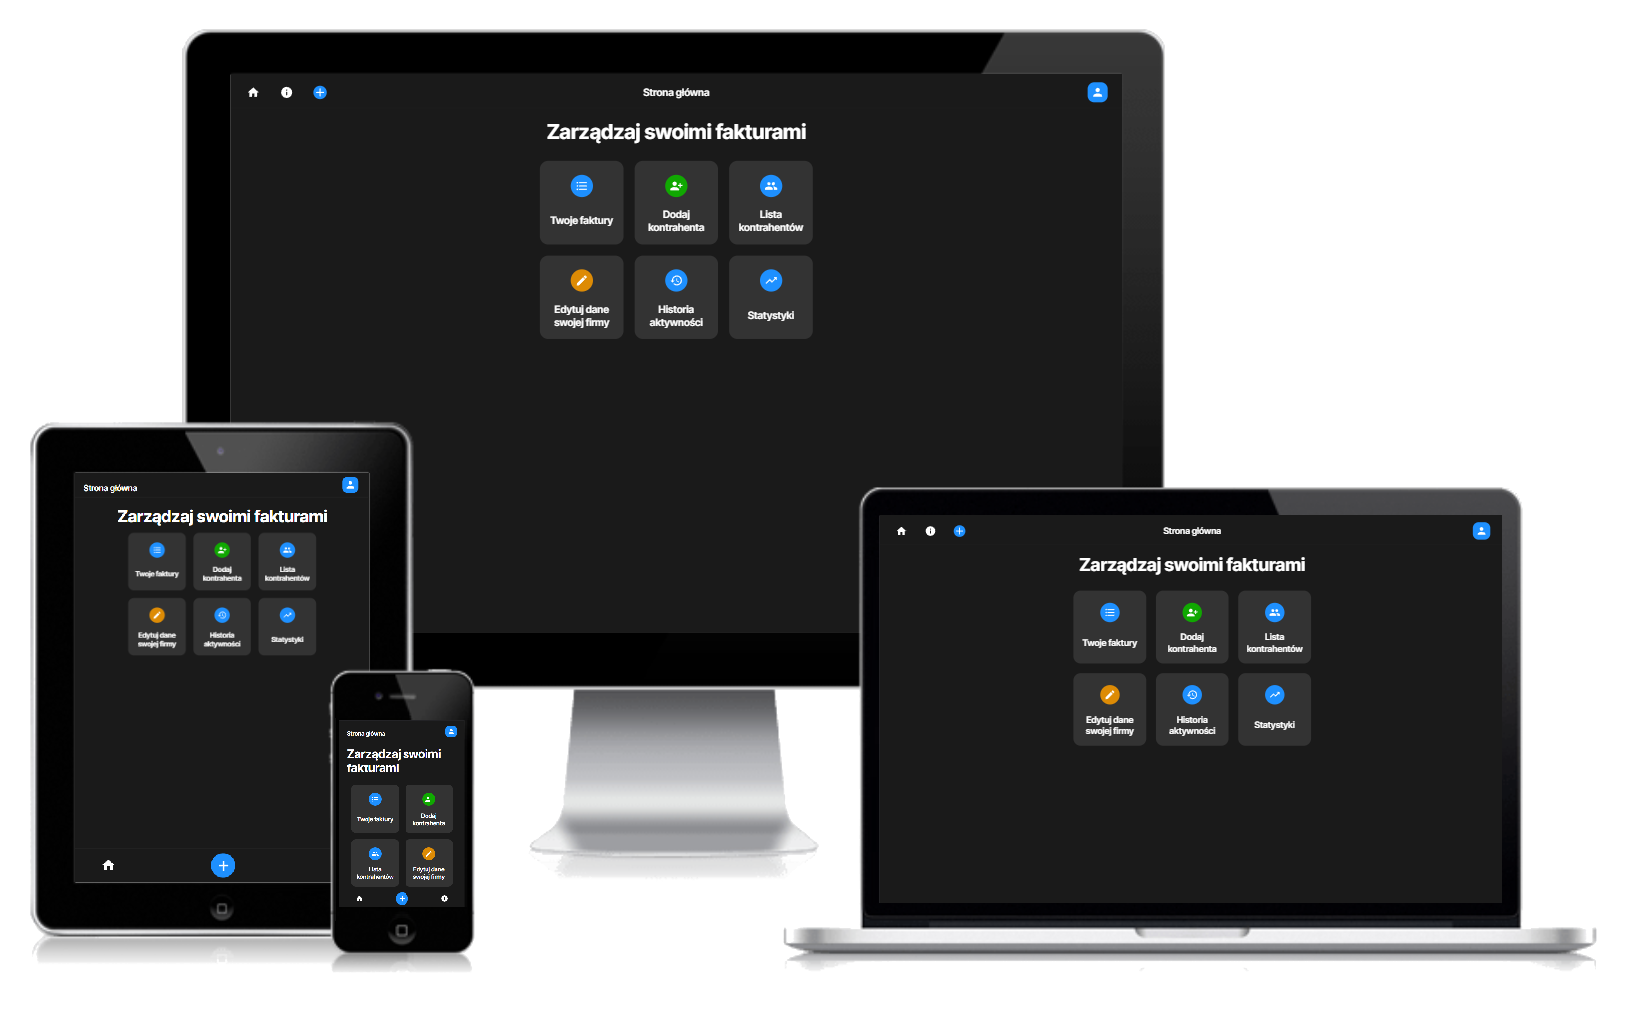 Strona główna
Zarządzaj swoimi fakturami
Twoje faktury
Dodaj
kontrahenta
Lista
kontrahentów
Edytuj dane
swojej firmy
Historia
aktywności
Statystyki
Strona główna
Zarządzaj swoimi fakturami
Twoje faktury
Dodaj
kontrahenta
Lista
kontrahentów
Edytuj dane
swojej firmy
Historia
aktywności
Statystyki
Strona główna
Zarządzaj swoimi
fakturami
Twoje faktury
Dodaj
kontrahenta
Lista
kontrahentów
Edytuj dane
swojej firmy
Strona główna
Zarządzaj swoimi fakturami
Twoje faktury
Dodaj
kontrahenta
Lista
kontrahentów
Edytuj dane
swojej firmy
Historia
aktywności
Statystyki